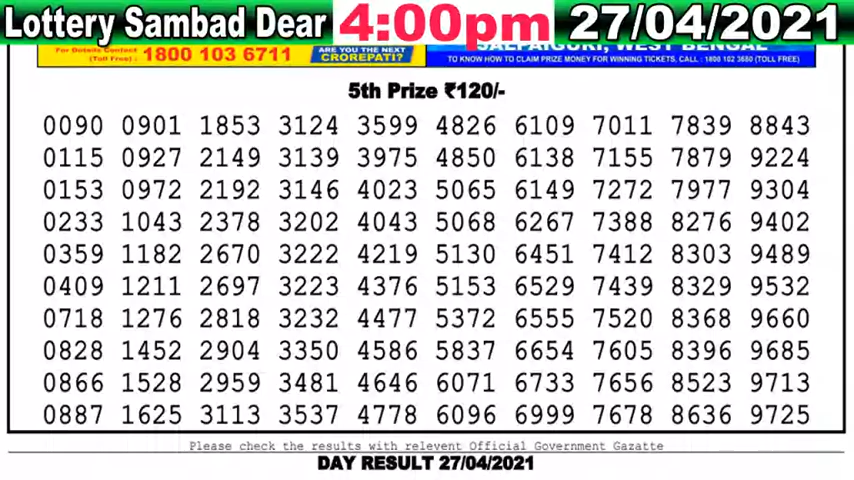 Lottery Sambad Dear 4:00pm 27/04/2021
For Details Contact
(Toll Free) : 1800 103 6711
ARE YOU THE NEXT
CROREPATI?
SALPAIGURI, WEST BENGAL
TO KNOW HOW TO CLAIM PRIZE MONEY FOR WINNING TICKETS, CALL : 1800 102 3680 (TOLL FREE)
5th Prize ₹120/-
0090 0901 1853 3124 3599 4826 6109 7011 7839 8843
0115 0927 2149 3139 3975 4850 6138 7155 7879 9224
0153 0972 2192 3146 4023 5065 6149 7272 7977 9304
0233 1043 2378 3202 4043 5068 6267 7388 8276 9402
0359 1182 2670 3222 4219 5130 6451 7412 8303 9489
0409 1211 2697 3223 4376 5153 6529 7439 8329 9532
0718 1276 2818 3232 4477 5372 6555 7520 8368 9660
0828 1452 2904 3350 4586 5837 6654 7605 8396 9685
0866 1528 2959 3481 4646 6071 6733 7656 8523 9713
0887 1625 3113 3537 4778 6096 6999 7678 8636 9725
Please check the results with relevent Official Government Gazatte
DAY RESULT 27/04/2021